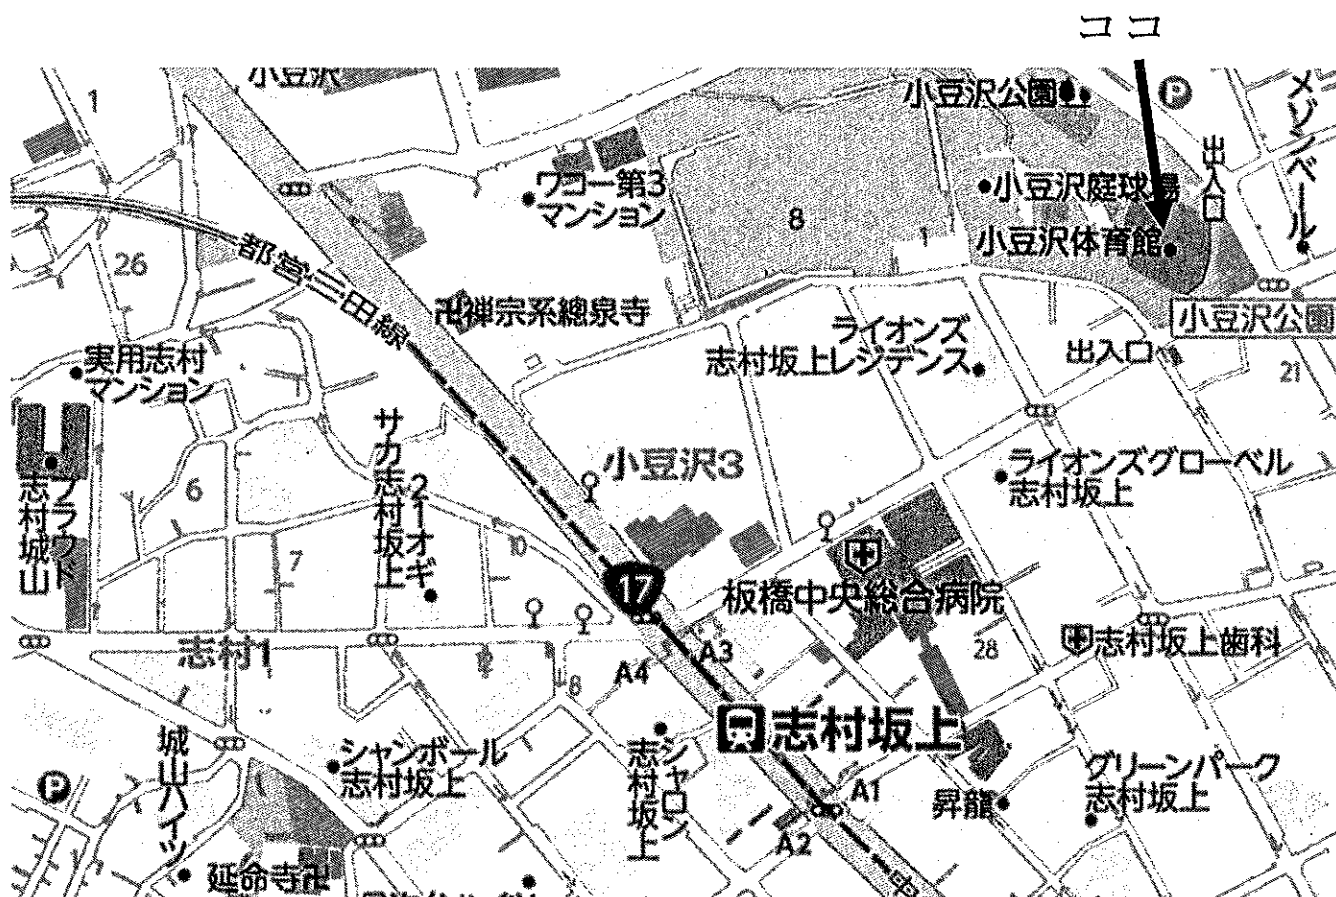 ココ
小豆沢
小豆沢公園
P
メゾンベール
1
出入口
ワコー第3
マンション
小豆沢庭球場
8
1
小豆沢体育館
26
都営三田線
卍禅宗系總泉寺
小豆沢公園
ライオンズ
志村坂上レジデンス
出入口
21
実用志村
マンション
サカ志村坂上
21オギ
小豆沢3
ライオンズグローベル
志村坂上
プラウド
志村城山
6
7
10
17
板橋中央総合病院
志村1
12
8
A4
A3
28
志村坂上歯科
志村坂上
城山ハイツ
シャンボール
志村坂上
シャロン
志村坂上
P
A1
A2
昇龍
グリーンパーク
志村坂上
延命寺卍
中